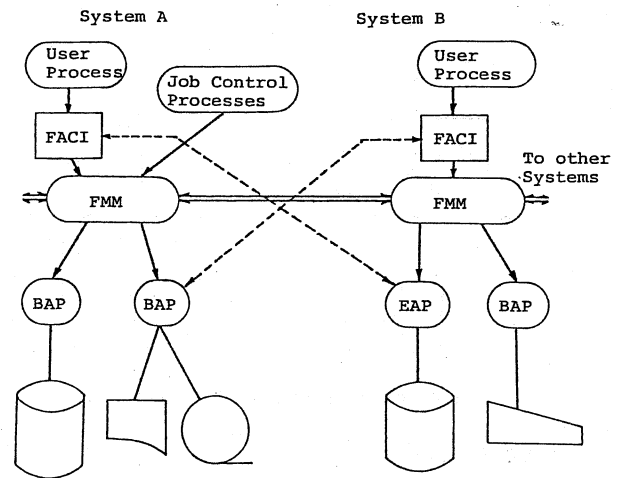 System A
System B
User
Process
Job Control
Processes
User
Process
FACI
FACI
To other
Systems
FMM
FMM
BAP
BAP
EAP
BAP